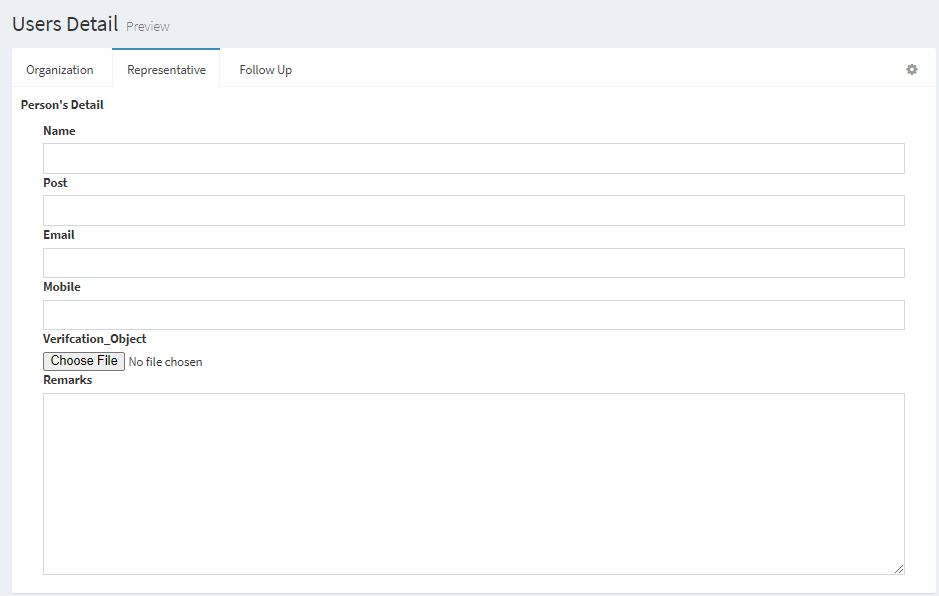 Users Detail Preview
Organization Representative Follow Up
Person's Detail
Name
Post
Email
Mobile
Verifcation_Object
Choose File No file chosen
Remarks